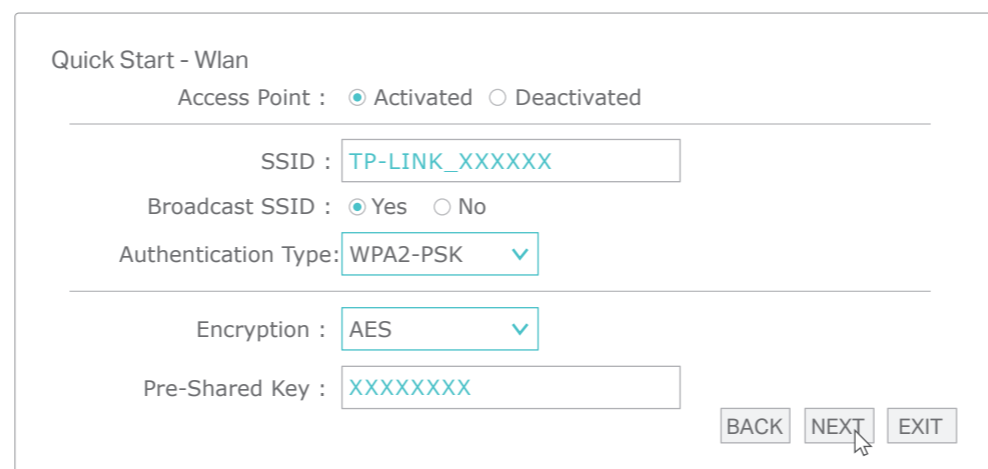 Quick Start - Wlan
Access Point : Activated Deactivated
SSID : TP-LINK_XXXXXX
Broadcast SSID : Yes No
Authentication Type: WPA2-PSK
Encryption : AES
Pre-Shared Key : XXXXXXXX
BACK NEXT EXIT